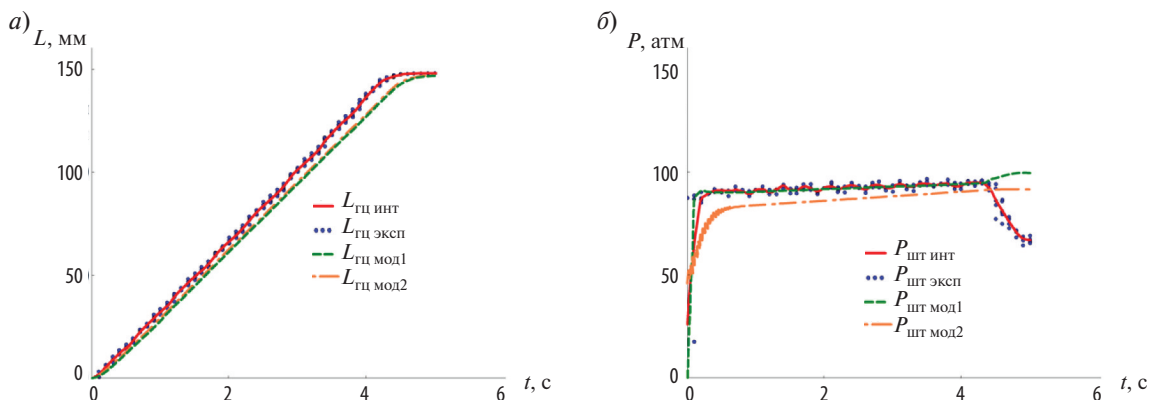 а)
L, мм
150
100
50
0
0 2 4 6
t, с
L гц инт
L гц эксп
L гц мод1
L гц мод2
б)
P, атм
150
100
50
0
0 2 4 6
t, с
P шт инт
P шт эксп
P шт мод1
P шт мод2